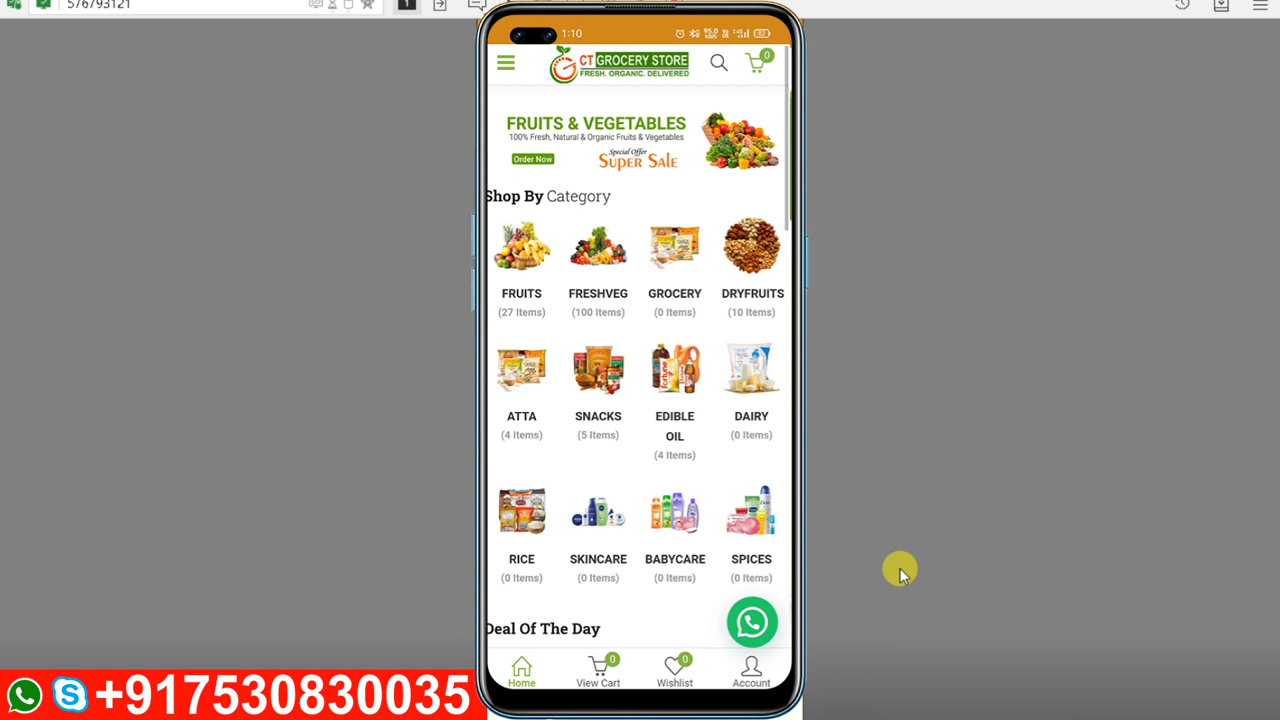 576793121
1
1:10
CT GROCERY STORE
FRESH. ORGANIC. DELIVERED
0
FRUITS & VEGETABLES
100% Fresh, Natural & Organic Fruits & Vegetables
Order Now
Special Offer
SUPER SALE
Shop By Category
FRUITS FRESHVEG GROCERY DRYFRUITS
(27 Items) (100 Items) (0 Items) (10 Items)
ATTA SNACKS EDIBLE OIL DAIRY
(4 Items) (5 Items) (4 Items) (0 Items)
RICE SKINCARE BABYCARE SPICES
(0 Items) (0 Items) (0 Items) (0 Items)
Deal Of The Day
0 0
Home View Cart Wishlist Account
+917530830035